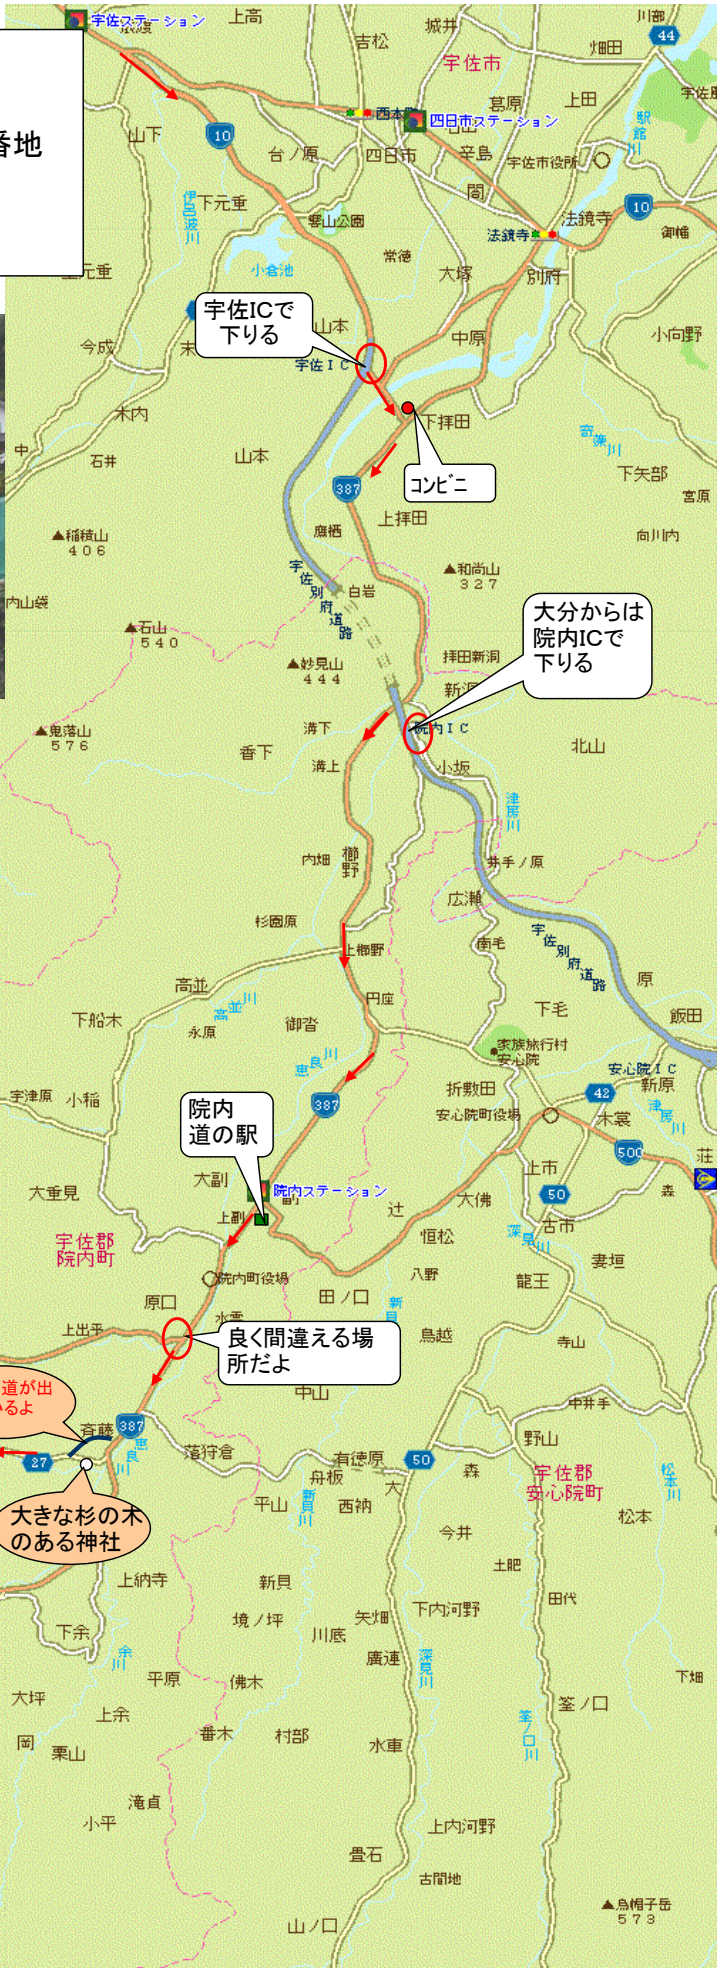 宇佐ステーション
上高
城井
川部
44
吉松
畑田
宇佐市
番地
葛原
上田
四日市ステーション
10
山下
台ノ原
四日市
辛島
宇佐市役所
駅館川
間
伊呂波川
下元重
響山公園
法鏡寺
法鏡寺
10
御幡
常徳
小倉池
大塚
別府
元重
宇佐ICで
下りる
山本
中原
小向野
今成
宇佐IC
木内
下拝田
寄藻川
中
石井
山本
コンビニ
下矢部
宮原
387
上拝田
向川内
鷹栖
▲稲積山
406
▲和尚山
327
宇佐別府道路
白岩
内山袋
大分からは
院内ICで
下りる
▲石山
540
▲妙見山
444
拝田新洞
▲鬼落山
576
溝下
院内IC
北山
香下
溝上
小坂
津房川
内畑
櫛野
井手ノ原
広瀬
杉園原
上櫛野
南毛
宇佐別府道路
原
高並
高並川
円座
下毛
飯田
下船木
永原
御沓
恵良川
家族旅行村
安心院
安心院IC
宇津原
小稲
387
折敷田
42
新原
院内
道の駅
安心院町役場
木裳
津房川
500
荘
大副
院内ステーション
上市
大重見
上副
辻
大佛
50
森
宇佐郡
院内町
恒松
深見川
古市
妻垣
院内町役場
八野
龍王
原口
田ノ口
上出平
良く間違える場
所だよ
鳥越
寺山
道が出
いるよ
中山
中井手
斉藤
387
恵良川
落狩倉
有徳原
野山
27
舟板
大
50
森
宇佐郡
安心院町
松本川
大きな杉の木
のある神社
平山
新貝川
西衲
今井
松本
土肥
上納寺
新貝
下内河野
田代
境ノ坪
矢畑
下余
川底
余川
廣連
深見川
平原
佛木
下畑
大坪
上余
筌ノ口
岡
栗山
番木
村部
水車
筌ノ口川
滝貞
小平
上内河野
畳石
古間地
▲烏帽子岳
573
山ノ口